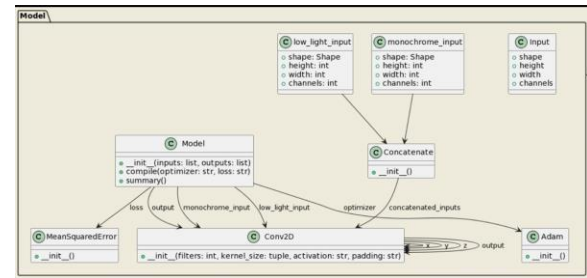 Model
C low_light_input
shape: Shape
height: int
width: int
channels: int
C monochrome_input
shape: Shape
height: int
width: int
channels: int
C Input
shape
height
width
channels
C Model
__init__(inputs: list, outputs: list)
compile(optimizer: str, loss: str)
summary()
C Concatenate
__init__()
loss
output
monochrome_input
low_light_input
optimizer
concatenated_inputs
C MeanSquaredError
__init__()
C Conv2D
__init__(filters: int, kernel_size: tuple, activation: str, padding: str)
x
y
z
output
C Adam
__init__()